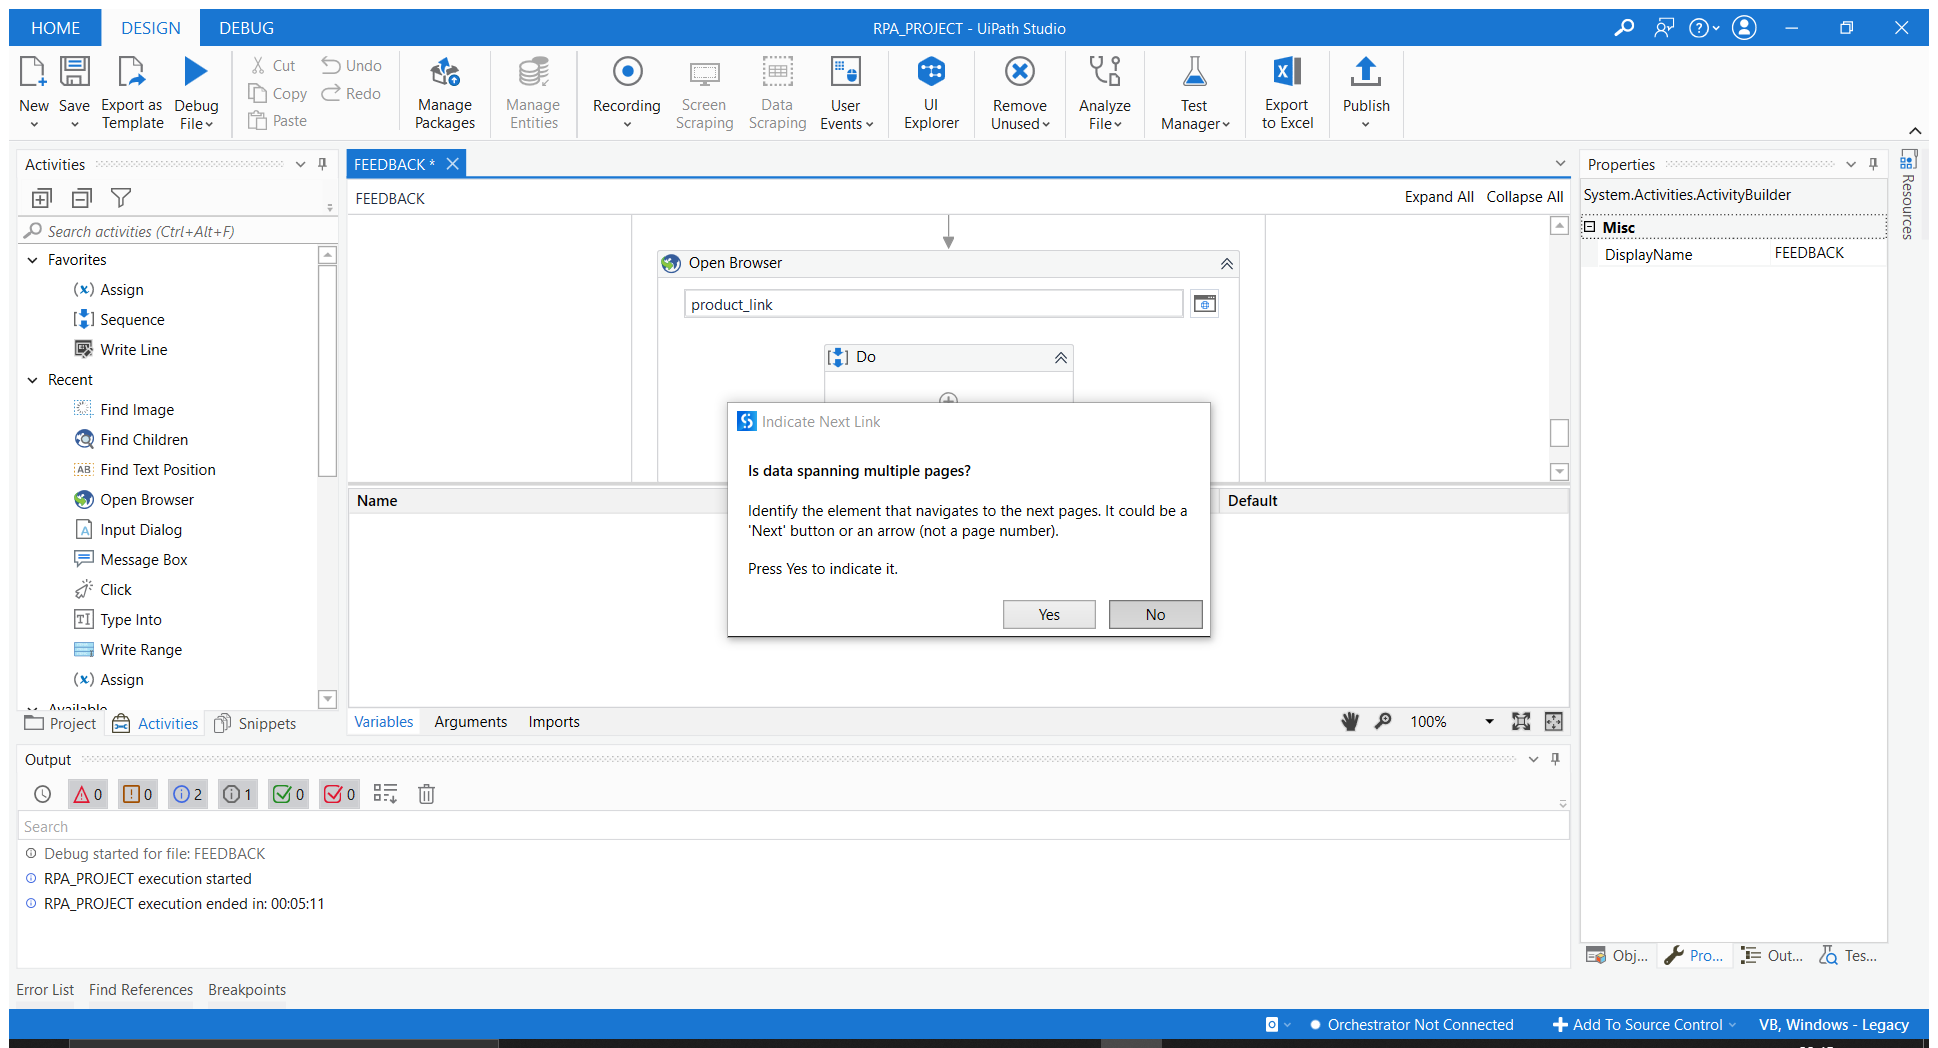 HOME DESIGN DEBUG RPA_PROJECT - UiPath Studio
New Save Export as Template Debug File
Cut Undo
Copy Redo
Paste
Manage Packages
Manage Entities
Recording
Screen Scraping
Data Scraping
User Events
UI Explorer
Remove Unused
Analyze File
Test Manager
Export to Excel
Publish
Activities
Search activities (Ctrl+Alt+F)
Favorites
(x) Assign
Sequence
Write Line
Recent
Find Image
Find Children
AB Find Text Position
Open Browser
A Input Dialog
Message Box
Click
TI Type Into
Write Range
(x) Assign
Available
Project Activities Snippets
FEEDBACK *
FEEDBACK Expand All Collapse All
Open Browser
product_link
Do
Indicate Next Link
Is data spanning multiple pages?
Identify the element that navigates to the next pages. It could be a
'Next' button or an arrow (not a page number).
Press Yes to indicate it.
Yes No
Name Default
Variables Arguments Imports 100%
Properties
System.Activities.ActivityBuilder
Misc
DisplayName FEEDBACK
Resources
Obj... Pro... Out... Tes...
Output
0 0 2 1 0 0
Search
Debug started for file: FEEDBACK
RPA_PROJECT execution started
RPA_PROJECT execution ended in: 00:05:11
Error List Find References Breakpoints
Orchestrator Not Connected Add To Source Control VB, Windows - Legacy